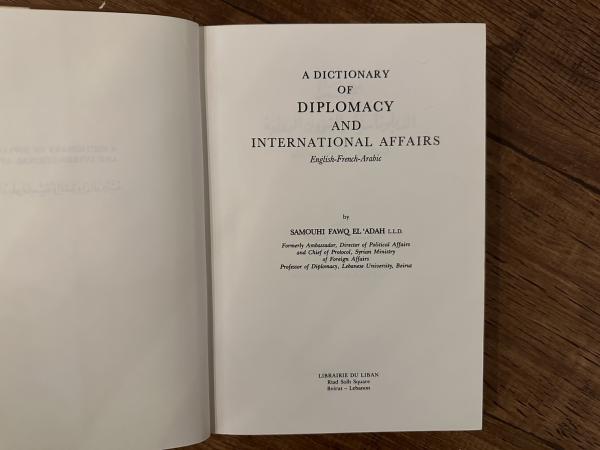 A DICTIONARY
OF
DIPLOMACY
AND
INTERNATIONAL AFFAIRS
English-French-Arabic
by
SAMOUHI FAWQ EL 'ADAH L.L.D.
Formerly Ambassador, Director of Political Affairs
and Chief of Protocol, Syrian Ministry
of Foreign Affairs
Professor of Diplomacy, Lebanese University, Beirut
LIBRAIRIE DU LIBAN
Riad Solh Square
Beirut – Lebanon